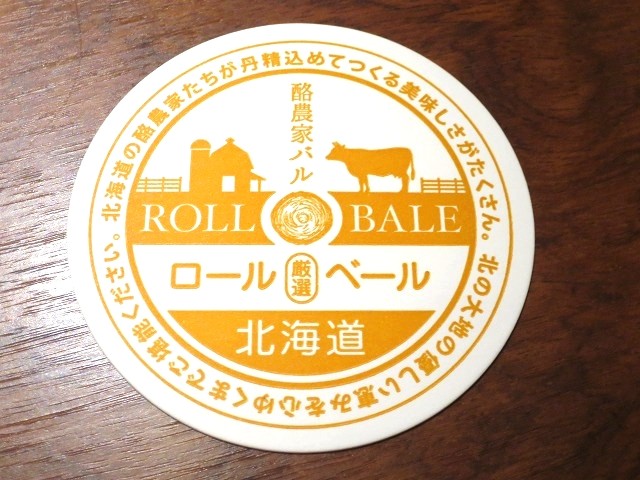 北海道の酪農家たちが丹精込めてつくる美味しさがたくさん。北の大地の優しい恵みを心ゆくまでご堪能ください。
酪農家バル
ROLL BALE
ロール厳選ベール
北海道